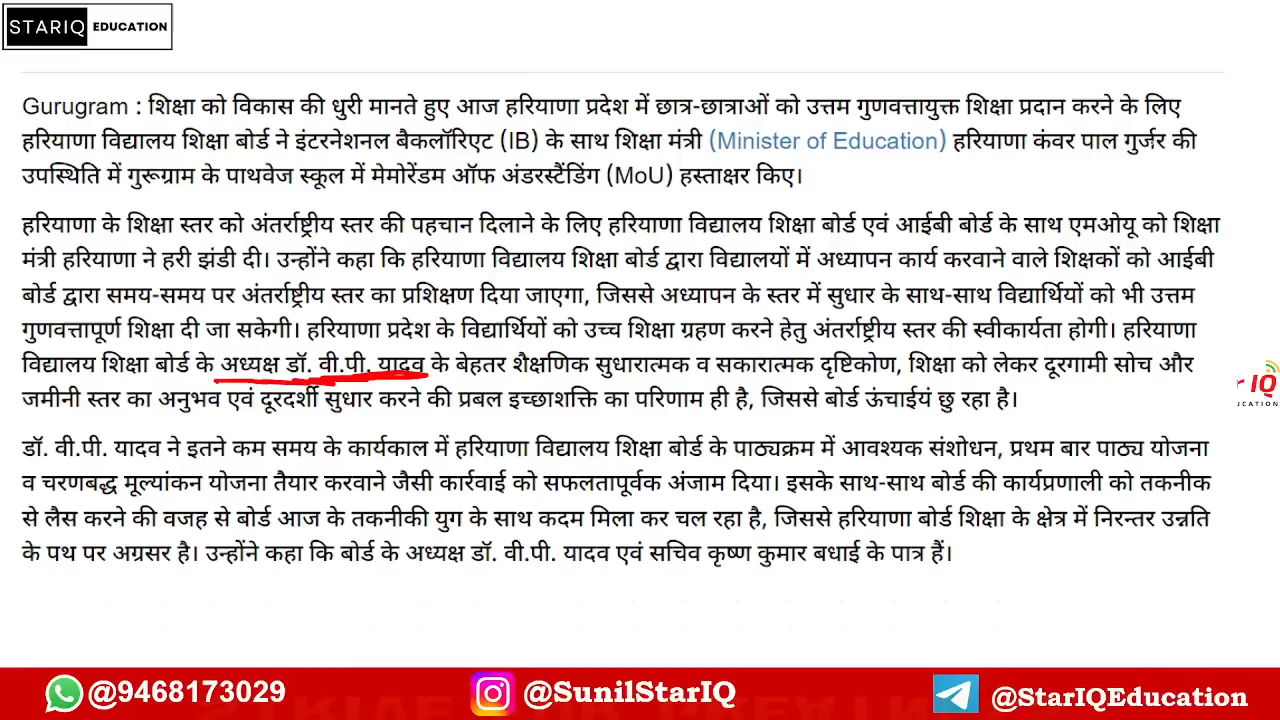 STARIQ EDUCATION
Gurugram : शिक्षा को विकास की धुरी मानते हुए आज हरियाणा प्रदेश में छात्र-छात्राओं को उत्तम गुणवत्तायुक्त शिक्षा प्रदान करने के लिए
हरियाणा विद्यालय शिक्षा बोर्ड ने इंटरनेशनल बैकलॉरिएट (IB) के साथ शिक्षा मंत्री (Minister of Education) हरियाणा कंवर पाल गुर्जर की
उपस्थिति में गुरूग्राम के पाथवेज स्कूल में मेमोरेंडम ऑफ अंडरस्टैंडिंग (MoU) हस्ताक्षर किए।
हरियाणा के शिक्षा स्तर को अंतर्राष्ट्रीय स्तर की पहचान दिलाने के लिए हरियाणा विद्यालय शिक्षा बोर्ड एवं आईबी बोर्ड के साथ एमओयू को शिक्षा
मंत्री हरियाणा ने हरी झंडी दी। उन्होंने कहा कि हरियाणा विद्यालय शिक्षा बोर्ड द्वारा विद्यालयों में अध्यापन कार्य करवाने वाले शिक्षकों को आईबी
बोर्ड द्वारा समय-समय पर अंतर्राष्ट्रीय स्तर का प्रशिक्षण दिया जाएगा, जिससे अध्यापन के स्तर में सुधार के साथ-साथ विद्यार्थियों को भी उत्तम
गुणवत्तापूर्ण शिक्षा दी जा सकेगी। हरियाणा प्रदेश के विद्यार्थियों को उच्च शिक्षा ग्रहण करने हेतु अंतर्राष्ट्रीय स्तर की स्वीकार्यता होगी। हरियाणा
विद्यालय शिक्षा बोर्ड के अध्यक्ष डॉ. वी.पी. यादव के बेहतर शैक्षणिक सुधारात्मक व सकारात्मक दृष्टिकोण, शिक्षा को लेकर दूरगामी सोच और
जमीनी स्तर का अनुभव एवं दूरदर्शी सुधार करने की प्रबल इच्छाशक्ति का परिणाम ही है, जिससे बोर्ड ऊंचाईयं छु रहा है।
डॉ. वी.पी. यादव ने इतने कम समय के कार्यकाल में हरियाणा विद्यालय शिक्षा बोर्ड के पाठ्यक्रम में आवश्यक संशोधन, प्रथम बार पाठ्य योजना
व चरणबद्ध मूल्यांकन योजना तैयार करवाने जैसी कार्रवाई को सफलतापूर्वक अंजाम दिया। इसके साथ-साथ बोर्ड की कार्यप्रणाली को तकनीक
से लैस करने की वजह से बोर्ड आज के तकनीकी युग के साथ कदम मिला कर चल रहा है, जिससे हरियाणा बोर्ड शिक्षा के क्षेत्र में निरन्तर उन्नति
के पथ पर अग्रसर है। उन्होंने कहा कि बोर्ड के अध्यक्ष डॉ. वी.पी. यादव एवं सचिव कृष्ण कुमार बधाई के पात्र हैं।
IQ
@9468173029 @SunilStarIQ @StarIQEducation